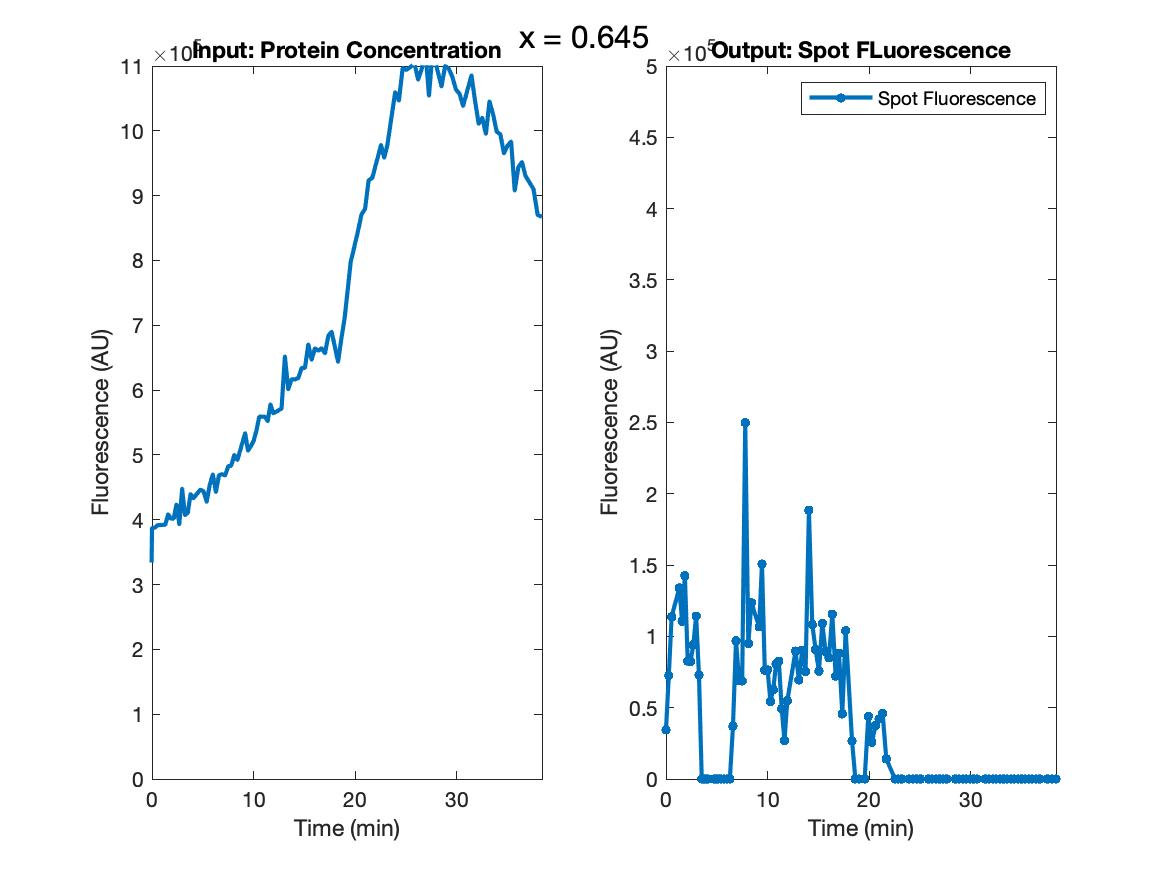 x = 0.645
×10⁵
Input: Protein Concentration
11
10
9
8
7
6
5
4
3
2
1
0
0 10 20 30
Fluorescence (AU)
Time (min)
×10⁵
Output: Spot FLuorescence
Spot Fluorescence
5
4.5
4
3.5
3
2.5
2
1.5
1
0.5
0
0 10 20 30
Fluorescence (AU)
Time (min)